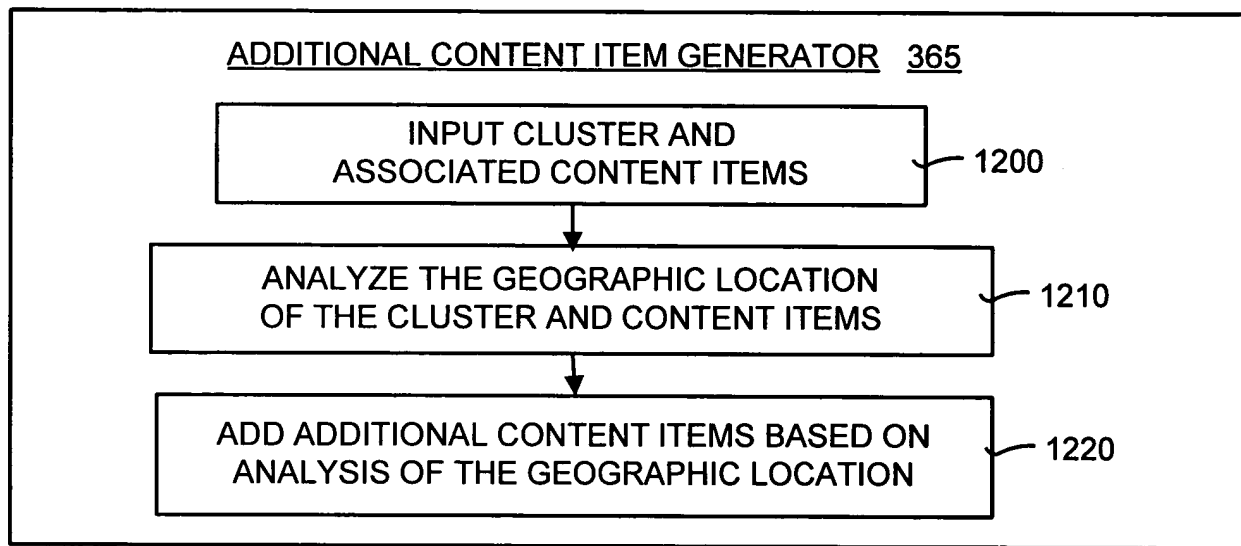 ADDITIONAL CONTENT ITEM GENERATOR 365
INPUT CLUSTER AND
ASSOCIATED CONTENT ITEMS
1200
ANALYZE THE GEOGRAPHIC LOCATION
OF THE CLUSTER AND CONTENT ITEMS
1210
ADD ADDITIONAL CONTENT ITEMS BASED ON
ANALYSIS OF THE GEOGRAPHIC LOCATION
1220